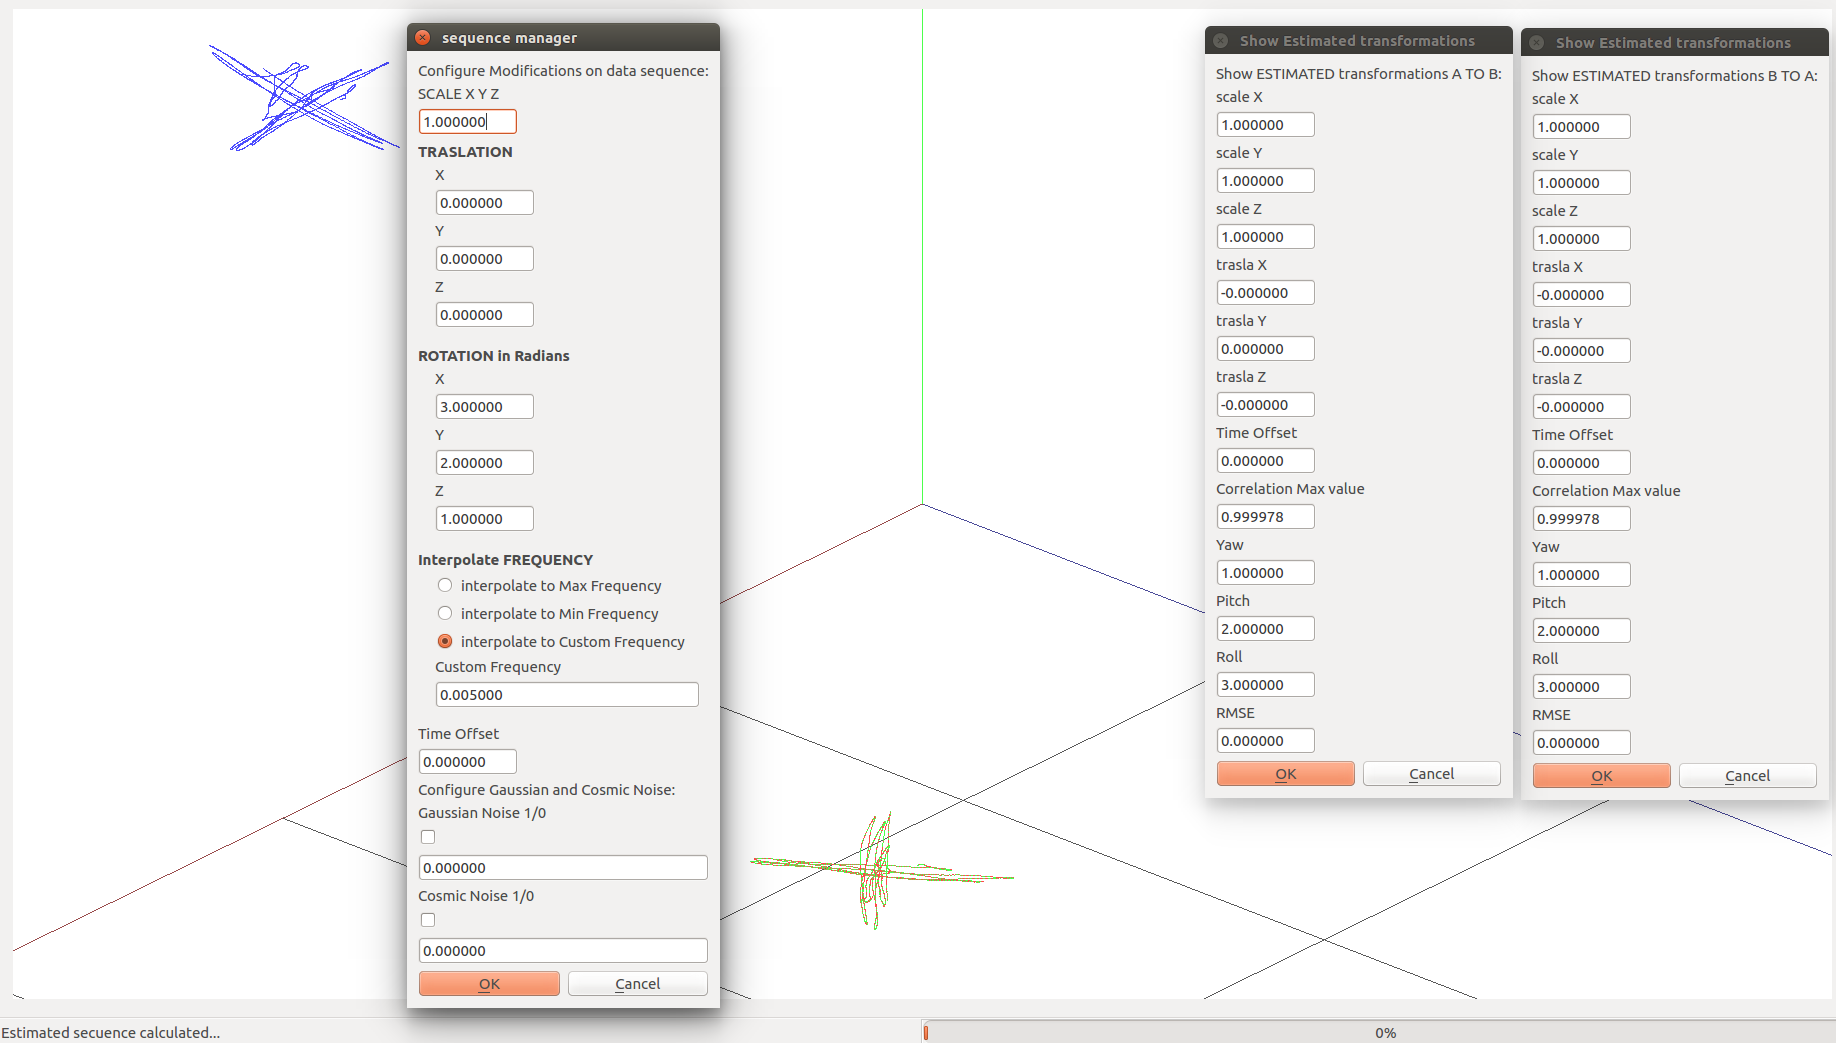 sequence manager
Configure Modifications on data sequence:
SCALE X Y Z
1.000000
TRASLATION
X
0.000000
Y
0.000000
Z
0.000000
ROTATION in Radians
X
3.000000
Y
2.000000
Z
1.000000
Interpolate FREQUENCY
interpolate to Max Frequency
interpolate to Min Frequency
interpolate to Custom Frequency
Custom Frequency
0.005000
Time Offset
0.000000
Configure Gaussian and Cosmic Noise:
Gaussian Noise 1/0
0.000000
Cosmic Noise 1/0
0.000000
OK Cancel
Show Estimated transformations
Show ESTIMATED transformations A TO B:
scale X
1.000000
scale Y
1.000000
scale Z
1.000000
trasla X
-0.000000
trasla Y
0.000000
trasla Z
-0.000000
Time Offset
0.000000
Correlation Max value
0.999978
Yaw
1.000000
Pitch
2.000000
Roll
3.000000
RMSE
0.000000
OK Cancel
Show Estimated transformations
Show ESTIMATED transformations B TO A:
scale X
1.000000
scale Y
1.000000
scale Z
1.000000
trasla X
-0.000000
trasla Y
-0.000000
trasla Z
-0.000000
Time Offset
0.000000
Correlation Max value
0.999978
Yaw
1.000000
Pitch
2.000000
Roll
3.000000
RMSE
0.000000
OK Cancel
Estimated secuence calculated...
0%